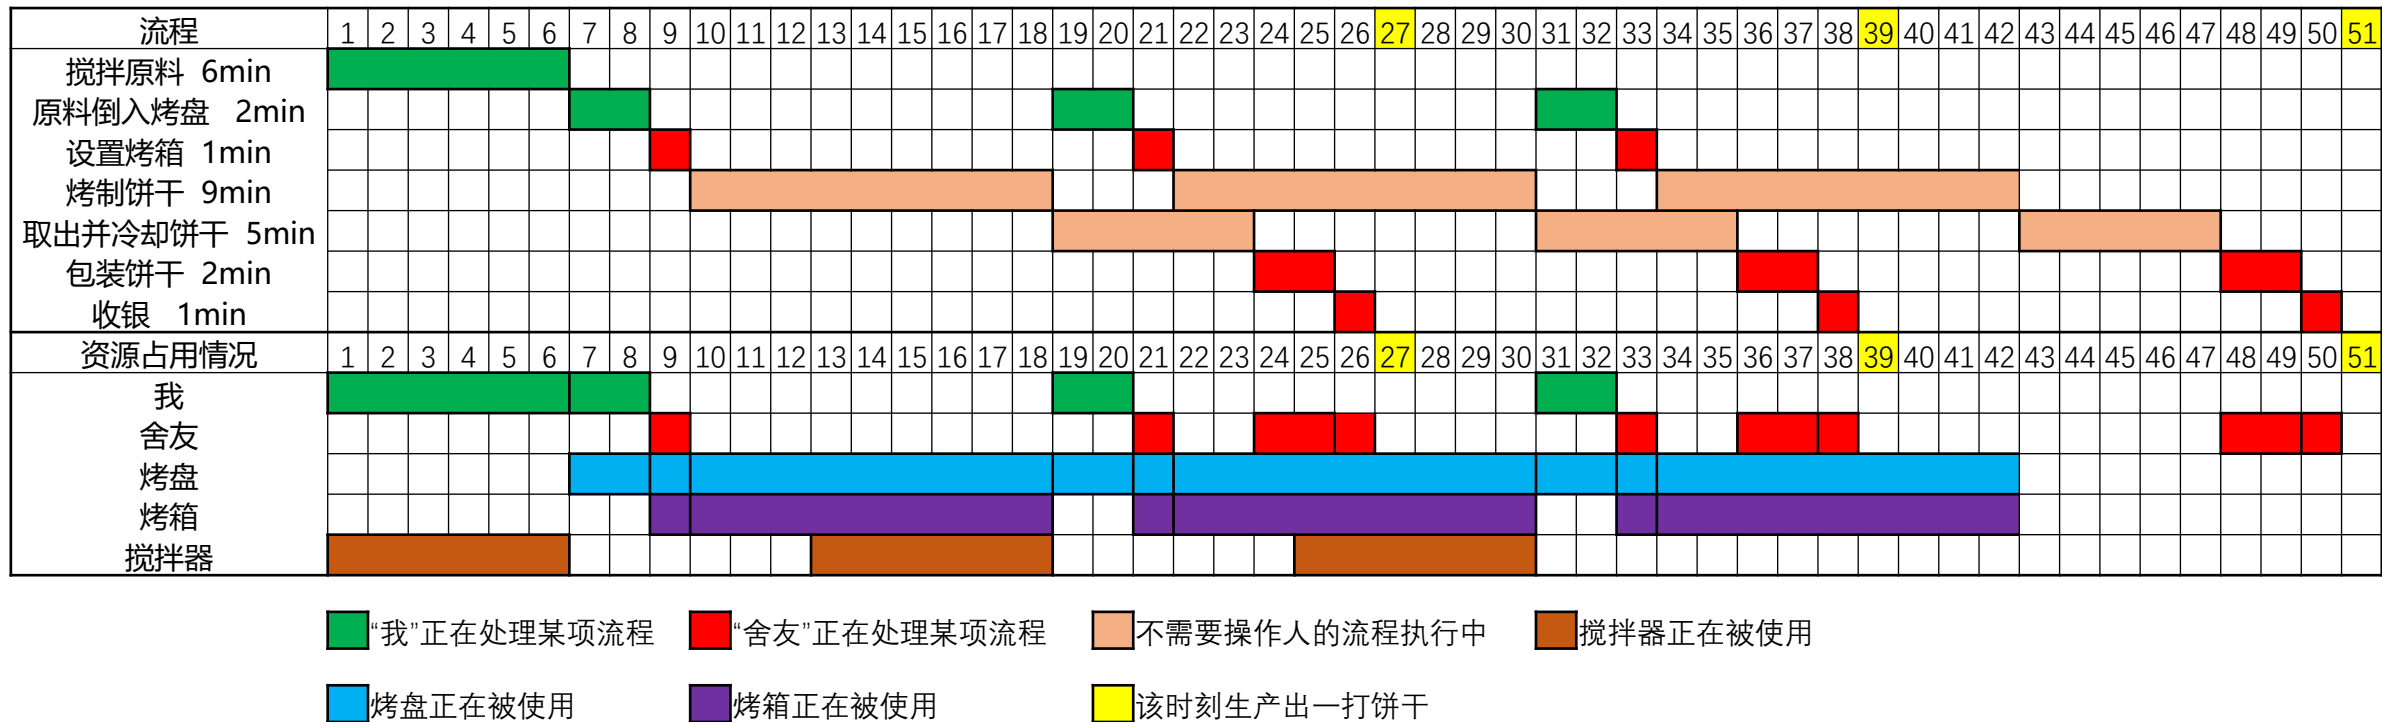 流程 1 2 3 4 5 6 7 8 9 10 11 12 13 14 15 16 17 18 19 20 21 22 23 24 25 26 27 28 29 30 31 32 33 34 35 36 37 38 39 40 41 42 43 44 45 46 47 48 49 50 51
搅拌原料 6min
原料倒入烤盘 2min
设置烤箱 1min
烤制饼干 9min
取出并冷却饼干 5min
包装饼干 2min
收银 1min
资源占用情况 1 2 3 4 5 6 7 8 9 10 11 12 13 14 15 16 17 18 19 20 21 22 23 24 25 26 27 28 29 30 31 32 33 34 35 36 37 38 39 40 41 42 43 44 45 46 47 48 49 50 51
我
舍友
烤盘
烤箱
搅拌器
“我”正在处理某项流程 “舍友”正在处理某项流程 不需要操作人的流程执行中 搅拌器正在被使用
烤盘正在被使用 烤箱正在被使用 该时刻生产出一打饼干